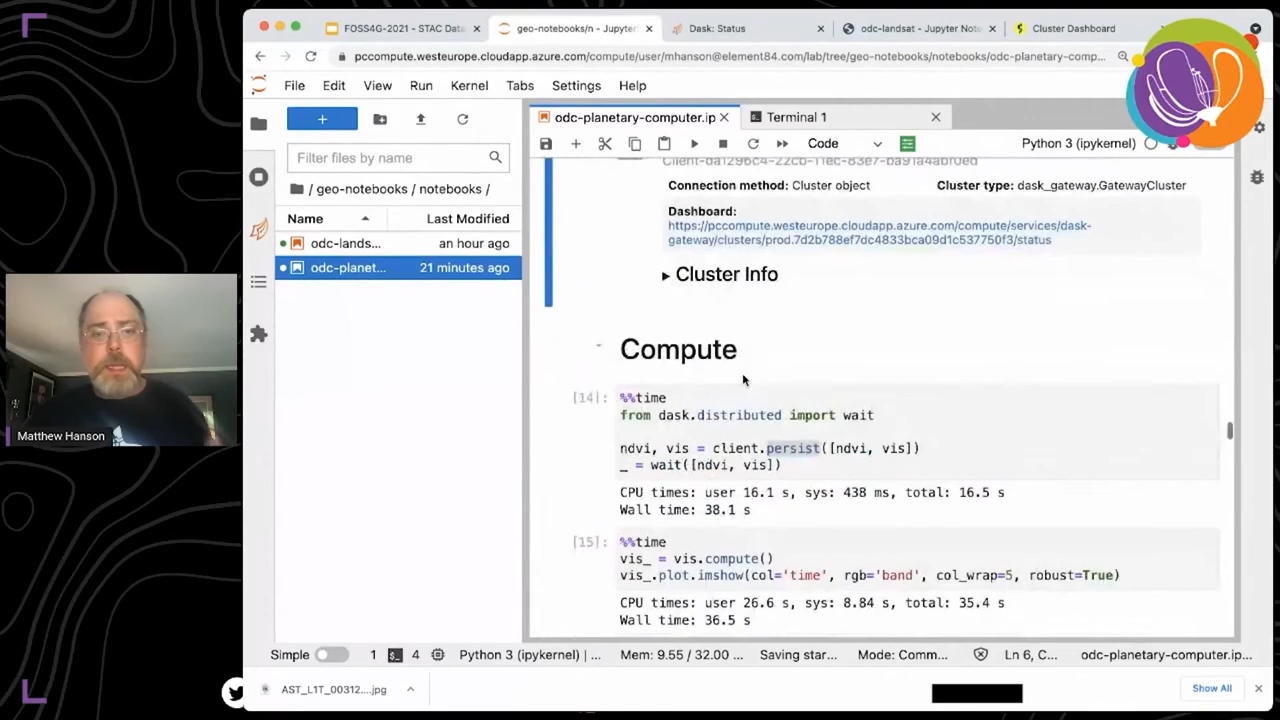 FOSS4G-2021 - STAC Data
geo-notebooks/n - Jupyter
Dask: Status
odc-landsat - Jupyter Note
Cluster Dashboard
pccompute.westeurope.cloudapp.azure.com/compute/user/mhanson@element84.com/lab/tree/geo-notebooks/notebooks/odc-planetary-comp...
File Edit View Run Kernel Tabs Settings Help
odc-planetary-computer.ip
Terminal 1
Code
Python 3 (ipykernel)
Filter files by name
/ geo-notebooks / notebooks /
Name
Last Modified
odc-lands...
an hour ago
odc-planet...
21 minutes ago
Connection method: Cluster object
Cluster type: dask_gateway.GatewayCluster
Dashboard:
https://pccompute.westeurope.cloudapp.azure.com/compute/services/dask-
gateway/clusters/prod.7d2b788ef7dc4833bca09d1c537750f3/status
Cluster Info
Compute
[14]:
%%time
from dask.distributed import wait
ndvi, vis = client.persist([ndvi, vis])
_ = wait([ndvi, vis])
CPU times: user 16.1 s, sys: 438 ms, total: 16.5 s
Wall time: 38.1 s
[15]:
%%time
vis_ = vis.compute()
vis_.plot.imshow(col='time', rgb='band', col_wrap=5, robust=True)
CPU times: user 26.6 s, sys: 8.84 s, total: 35.4 s
Wall time: 36.5 s
Matthew Hanson
Simple
1
4
Python 3 (ipykernel) | ...
Mem: 9.55 / 32.00 ...
Saving star...
Mode: Comm...
Ln 6, C...
odc-planetary-computer.ip...
AST_L1T_00312....jpg
Show All